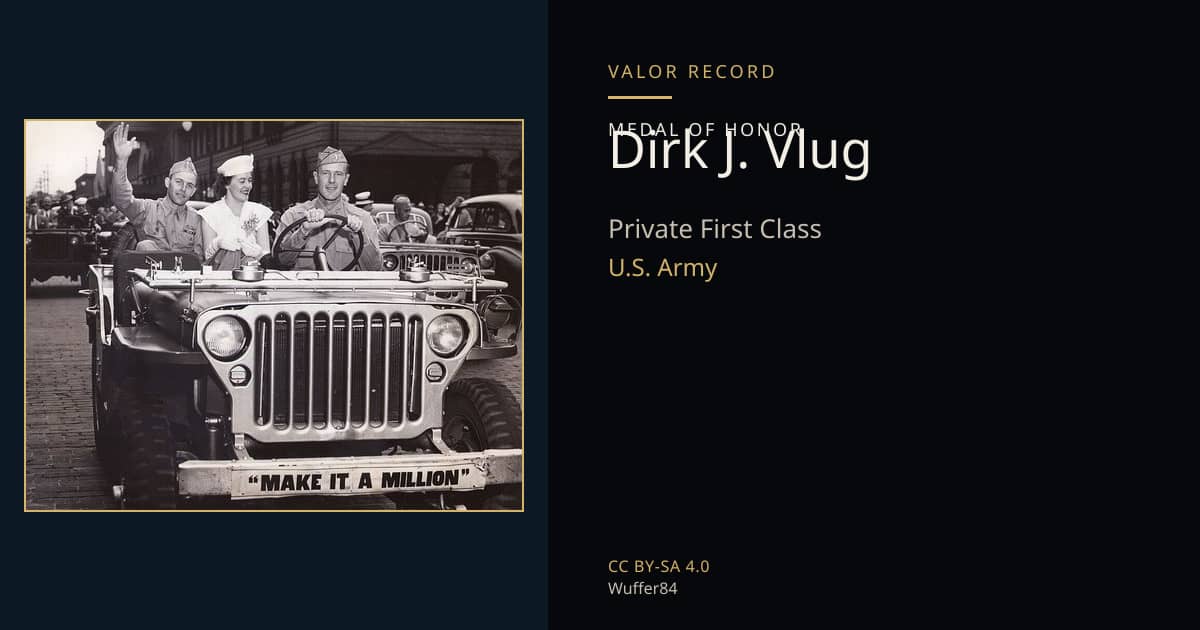 VALOR RECORD
MEDAL OF HONOR
Dirk J. Vlug
Private First Class
U.S. Army
"MAKE IT A MILLION"
CC BY-SA 4.0
Wuffer84